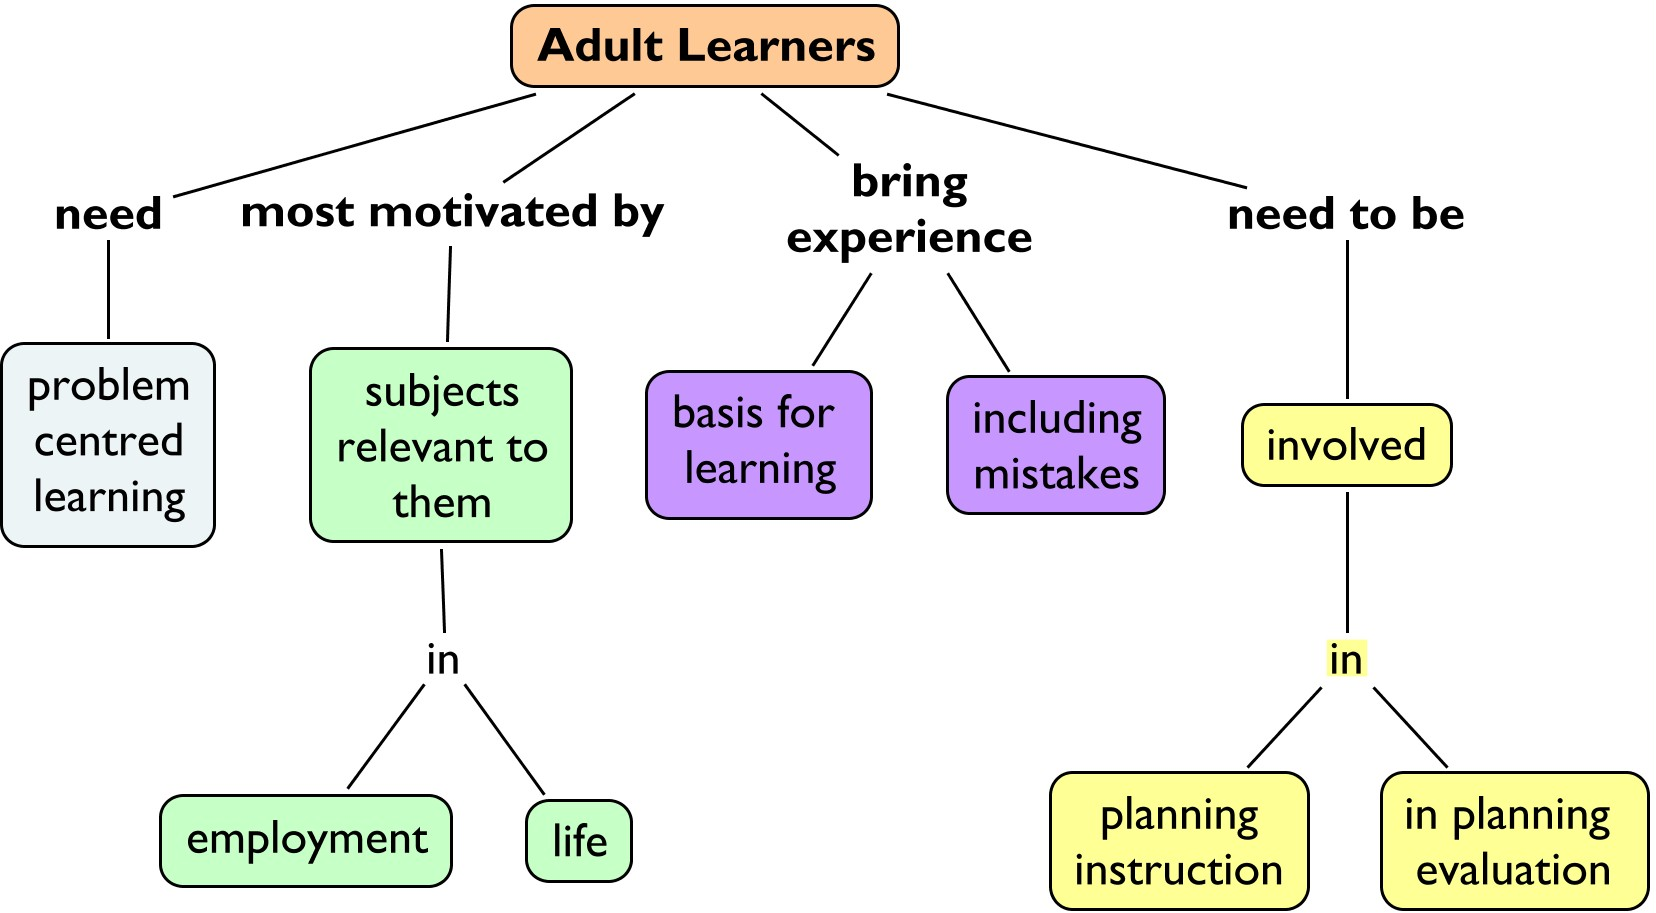 Adult Learners
need
most motivated by
bring
experience
need to be
problem
centred
learning
subjects
relevant to
them
basis for
learning
including
mistakes
involved
in
in
employment
life
planning
instruction
in planning
evaluation